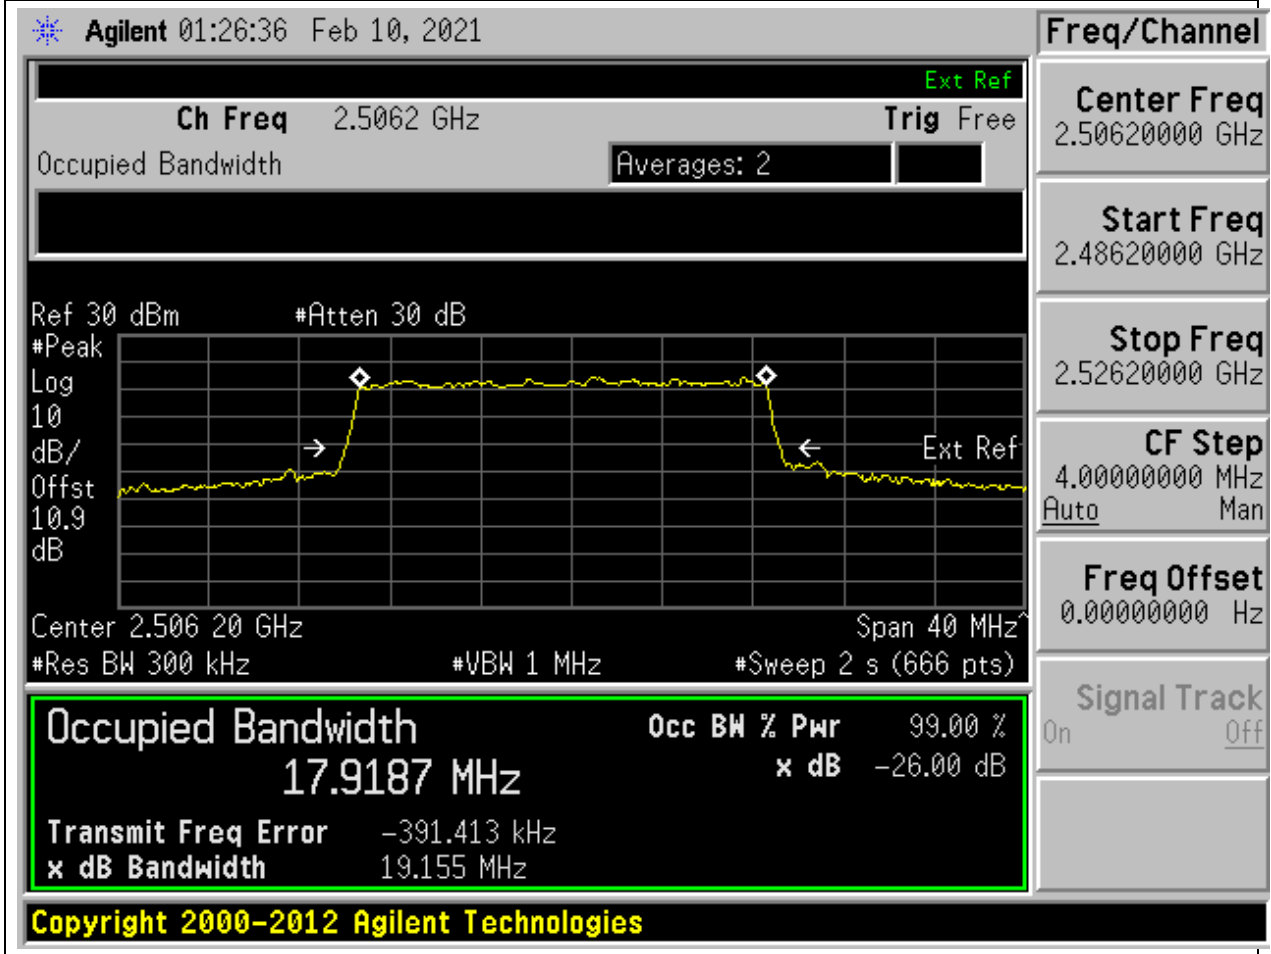 Agilent 01:26:36 Feb 10, 2021
Ext Ref
Ch Freq 2.5062 GHz Trig Free
Occupied Bandwidth Averages: 2
Ref 30 dBm #Atten 30 dB
#Peak
Log
10
dB/
Offst
10.9
dB
Ext Ref
Center 2.506 20 GHz Span 40 MHz^
#Res BW 300 kHz #VBW 1 MHz #Sweep 2 s (666 pts)
Occupied Bandwidth Occ BW % Pwr 99.00 %
17.9187 MHz x dB -26.00 dB
Transmit Freq Error -391.413 kHz
x dB Bandwidth 19.155 MHz
Copyright 2000-2012 Agilent Technologies
Freq/Channel
Center Freq
2.50620000 GHz
Start Freq
2.48620000 GHz
Stop Freq
2.52620000 GHz
CF Step
4.00000000 MHz
Auto Man
Freq Offset
0.00000000 Hz
Signal Track
On Off